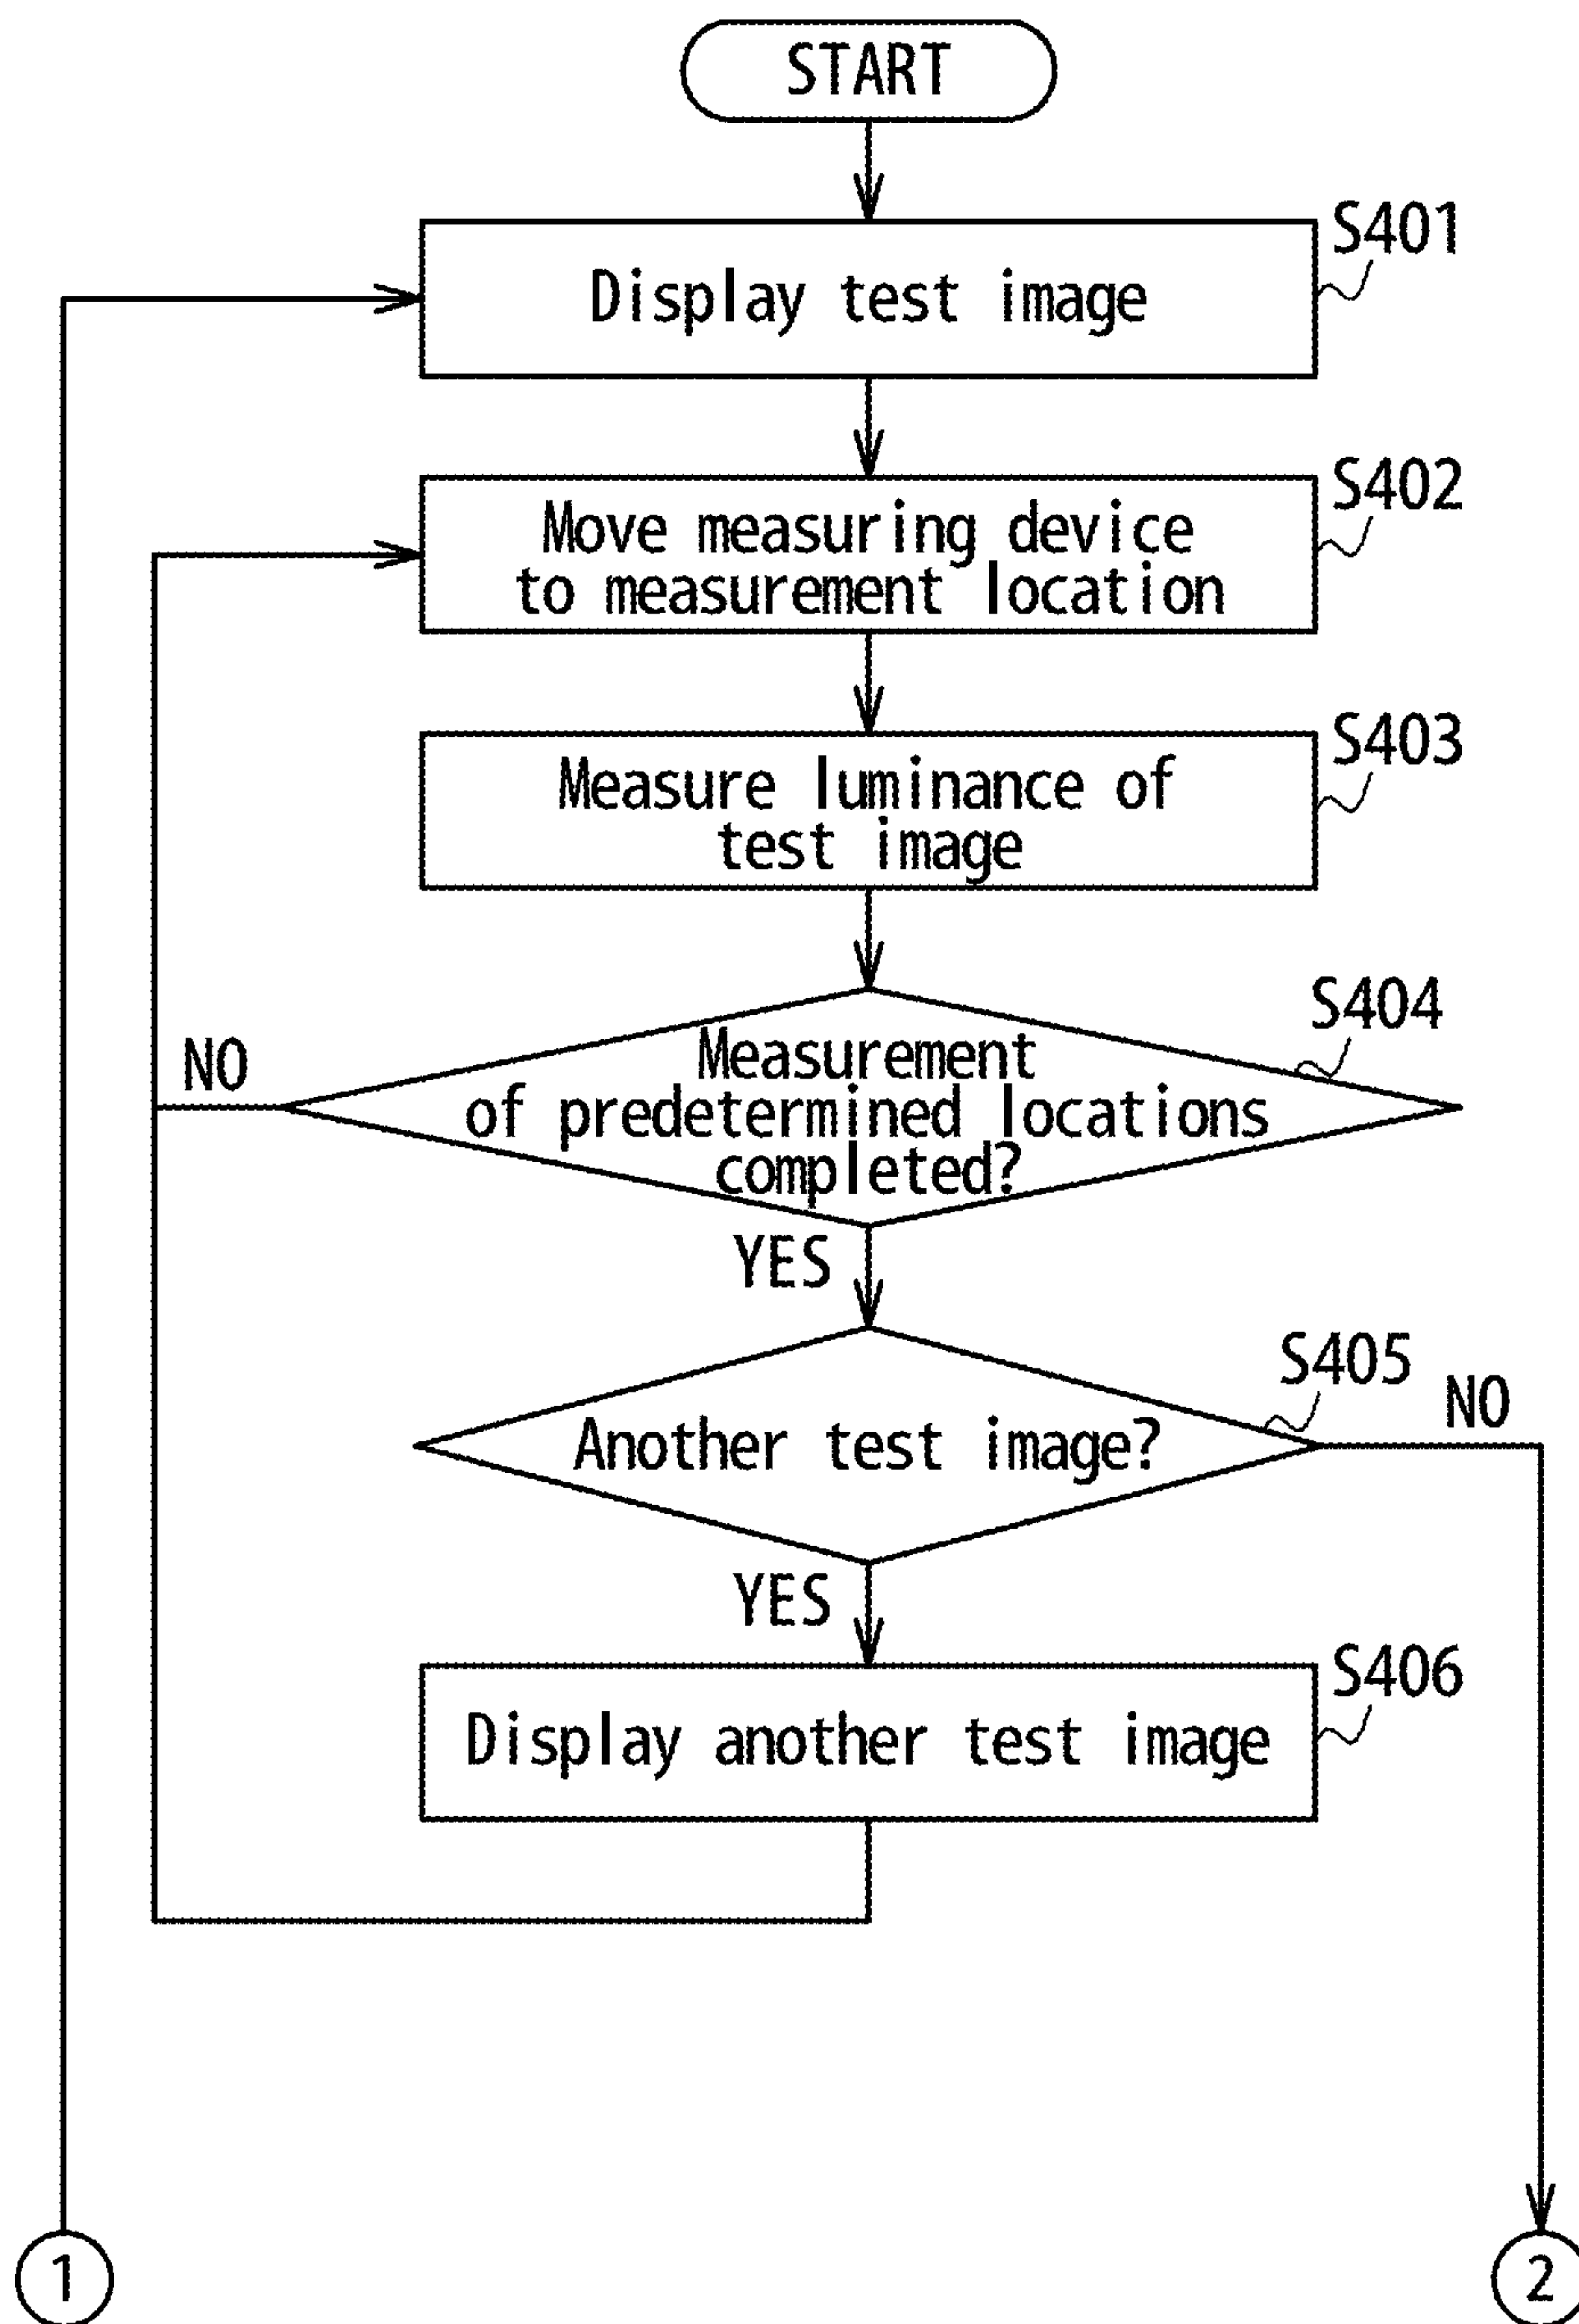 START
S401
Display test image
S402
Move measuring device
to measurement location
S403
Measure luminance of
test image
S404
NO
Measurement
of predetermined locations
completed?
YES
S405
NO
Another test image?
YES
S406
Display another test image
1
2